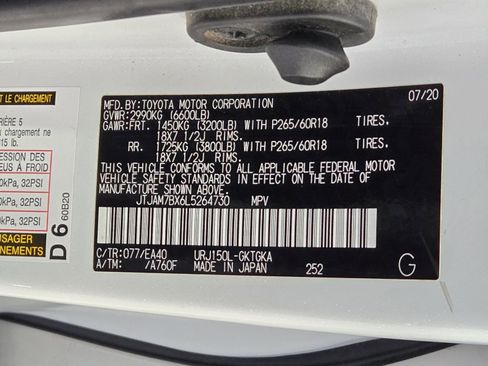 T LE CHARGEMENT
RIÈRE 5
 ne
15 lb.
ESSION DES
EUS À FROID
0kPa, 32PSI
0kPa, 32PSI
0kPa, 32PSI
USAGER
NEMENTS
D 6 60B20
07/20
MFD.BY:TOYOTA MOTOR CORPORATION
GVWR:2990KG (6600LB)
GAWR:FRT. 1450KG (3200LB) WITH P265/60R18 TIRES,
18X7 1/2J RIMS.
RR. 1725KG (3800LB) WITH P265/60R18 TIRES,
18X7 1/2J RIMS.
THIS VEHICLE CONFORMS TO ALL APPLICABLE FEDERAL MOTOR
VEHICLE SAFETY STANDARDS IN EFFECT ON THE DATE OF
MANUFACTURE SHOWN ABOVE.
JTJAM7BX6L5264730 MPV
C/TR:077/EA40 URJ150L-GKTGKA
A/TM: /A760F MADE IN JAPAN 252 G